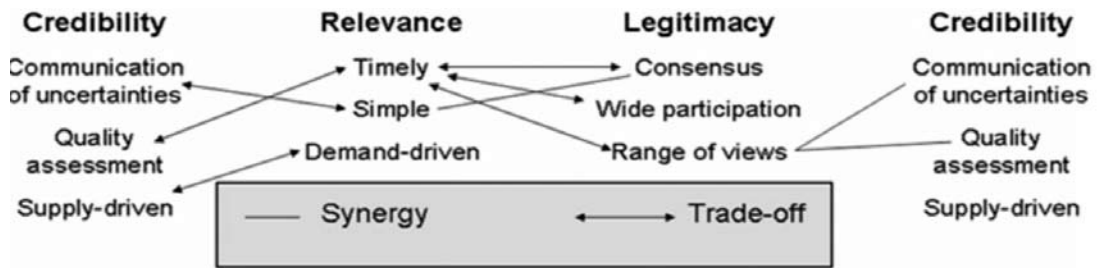 Credibility Relevance Legitimacy Credibility
Communication Timely Consensus Communication
of uncertainties Simple Wide participation of uncertainties
Quality Demand-driven Range of views Quality
assessment assessment
Supply-driven Supply-driven
Synergy Trade-off